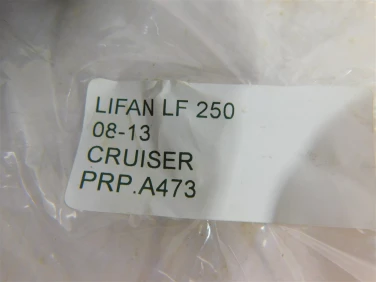 LIFAN LF 250
08-13
CRUISER
PRP.A473